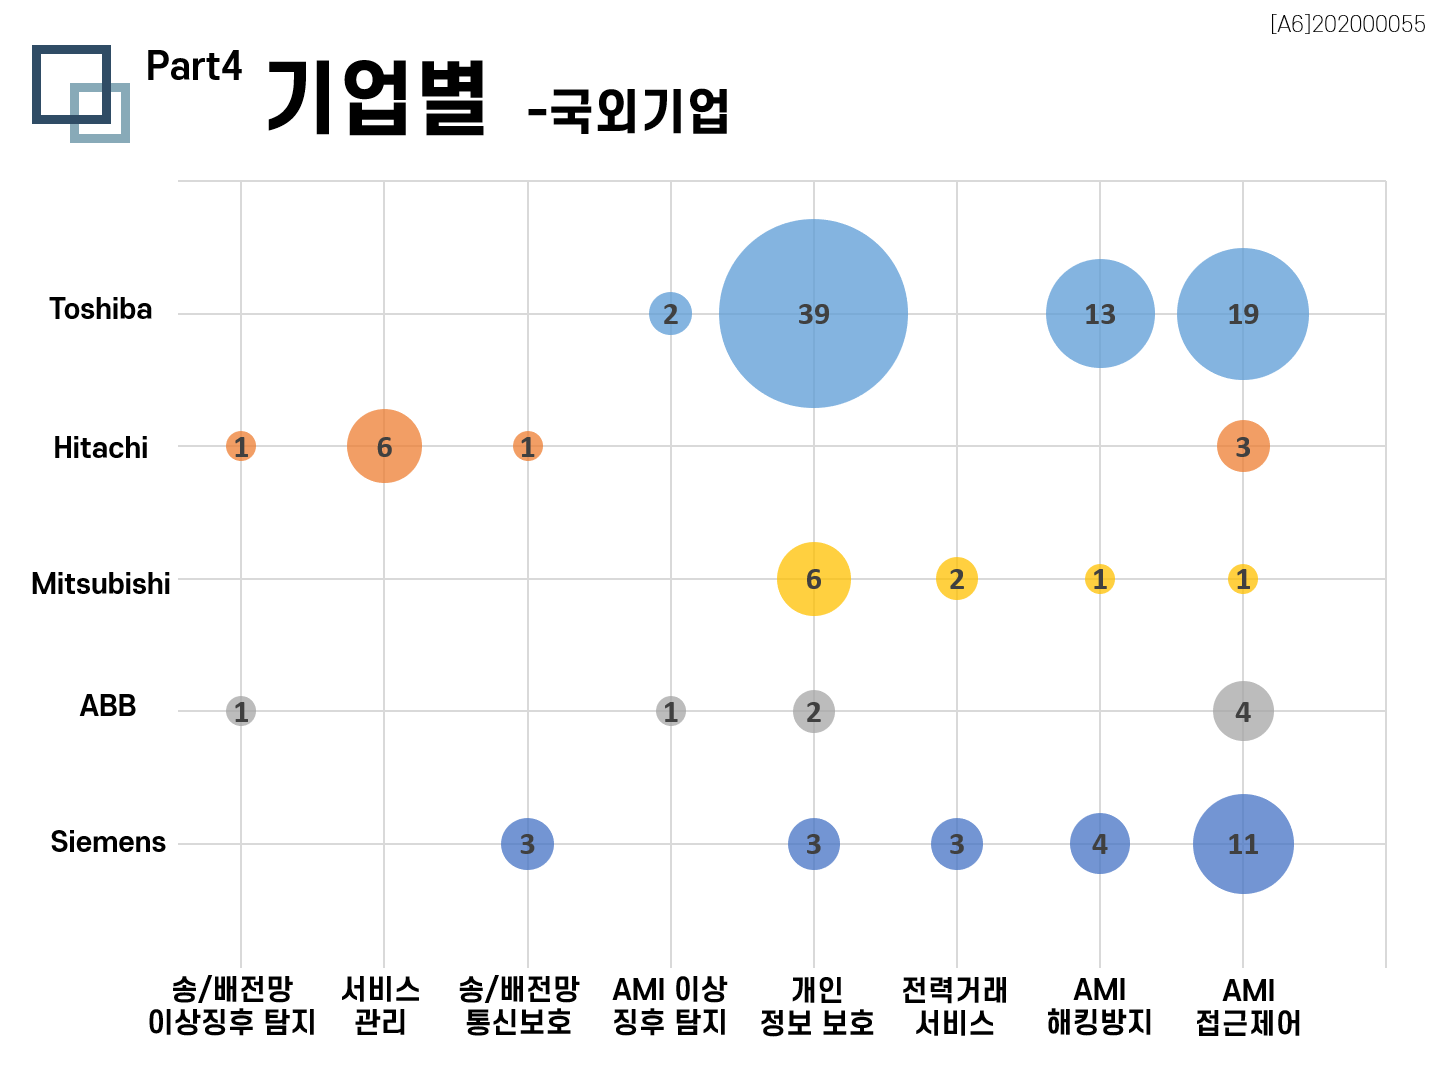 [A6]202000055
Part4 기업별 -국외기업
Toshiba 2 39 13 19
Hitachi 1 6 1 3
Mitsubishi 6 2 1 1
ABB 1 1 2 4
Siemens 3 3 3 4 11
송/배전망 서비스 송/배전망 AMI 이상 개인 전력거래 AMI AMI
이상징후 탐지 관리 통신보호 징후 탐지 정보 보호 서비스 해킹방지 접근제어